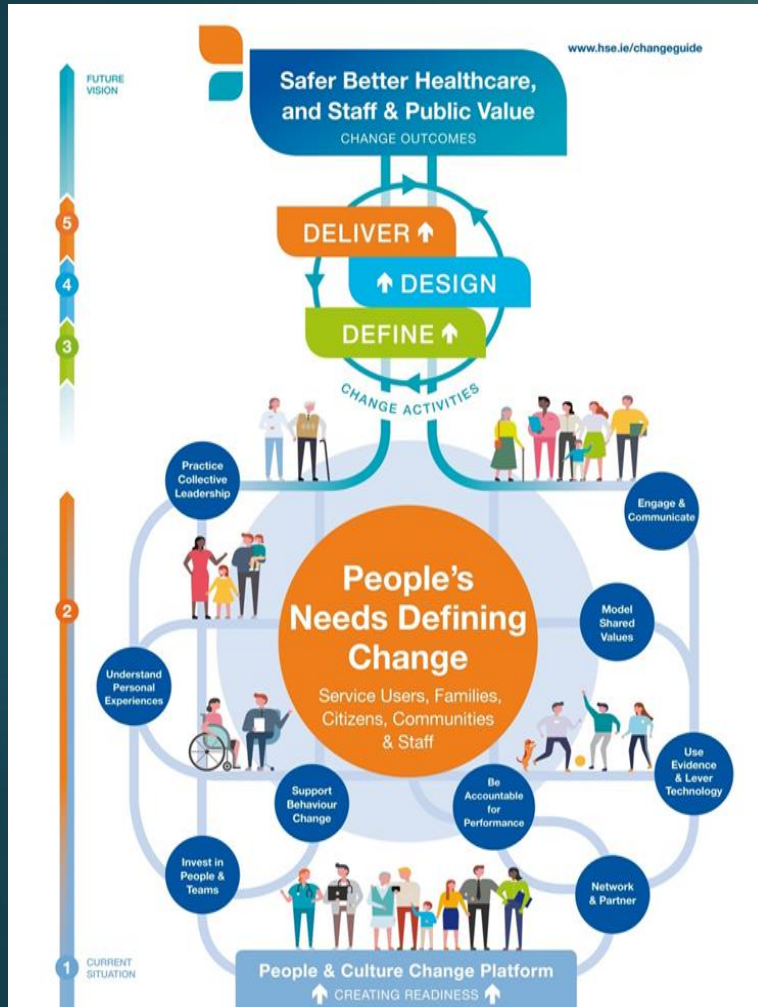 www.hse.ie/changeguide
FUTURE
VISION
Safer Better Healthcare,
and Staff & Public Value
CHANGE OUTCOMES
5
DELIVER
4
DESIGN
3
DEFINE
CHANGE ACTIVITIES
Practice
Collective
Leadership
Engage &
Communicate
2
People's
Needs Defining
Change
Service Users, Families,
Citizens, Communities
& Staff
Model
Shared
Values
Understand
Personal
Experiences
Use
Evidence
& Lever
Technology
Support
Behaviour
Change
Be
Accountable
for
Performance
Invest in
People &
Teams
Network
& Partner
1
CURRENT
SITUATION
People & Culture Change Platform
CREATING READINESS